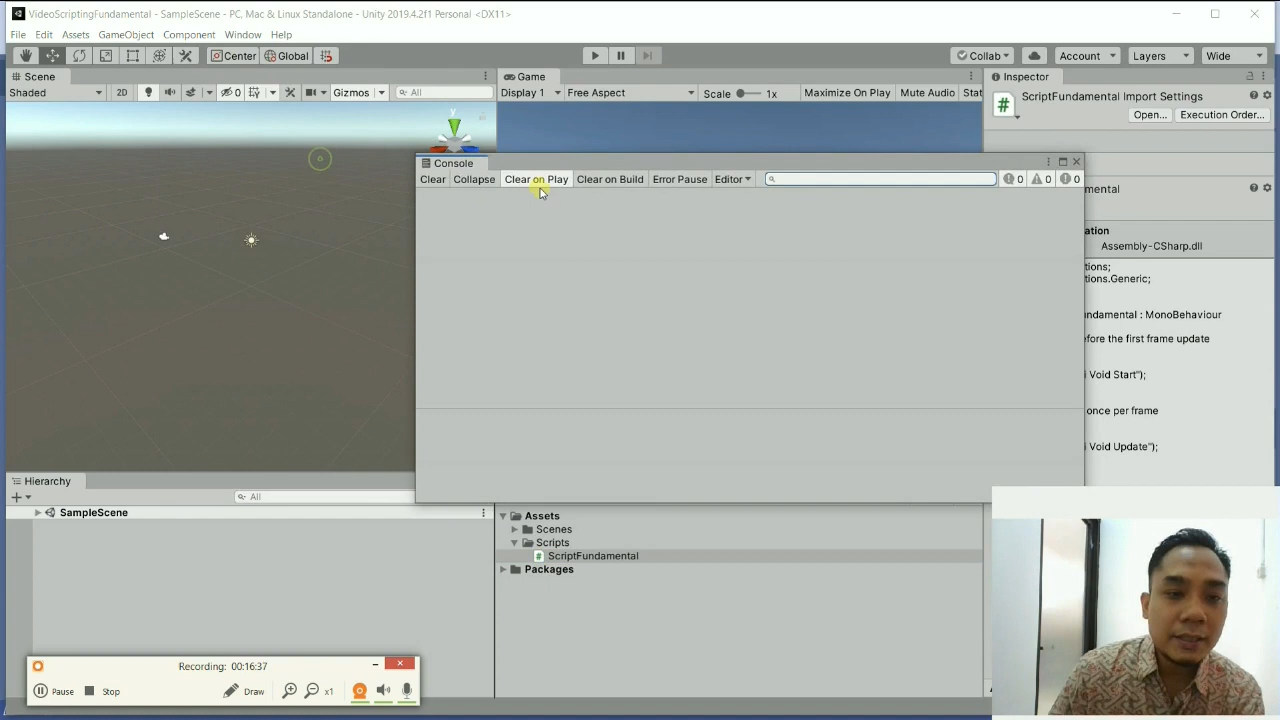 VideoScriptingFundamental - SampleScene - PC, Mac & Linux Standalone - Unity 2019.4.2f1 Personal <DX11>
File Edit Assets GameObject Component Window Help
Center Global Collab Account Layers Wide
Scene Game Inspector
Shaded 2D 0 Gizmos All Display 1 Free Aspect Scale 1x Maximize On Play Mute Audio Stat
ScriptFundamental Import Settings
Open... Execution Order...
y
Console
Clear Collapse Clear on Play Clear on Build Error Pause Editor 0 0 0
mental
ation
Assembly-CSharp.dll
tions;
tions.Generic;
undamental : MonoBehaviour
efore the first frame update
i Void Start");
once per frame
i Void Update");
Hierarchy
All
SampleScene
Assets
Scenes
Scripts
ScriptFundamental
Packages
Recording: 00:16:37
Pause Stop Draw x1